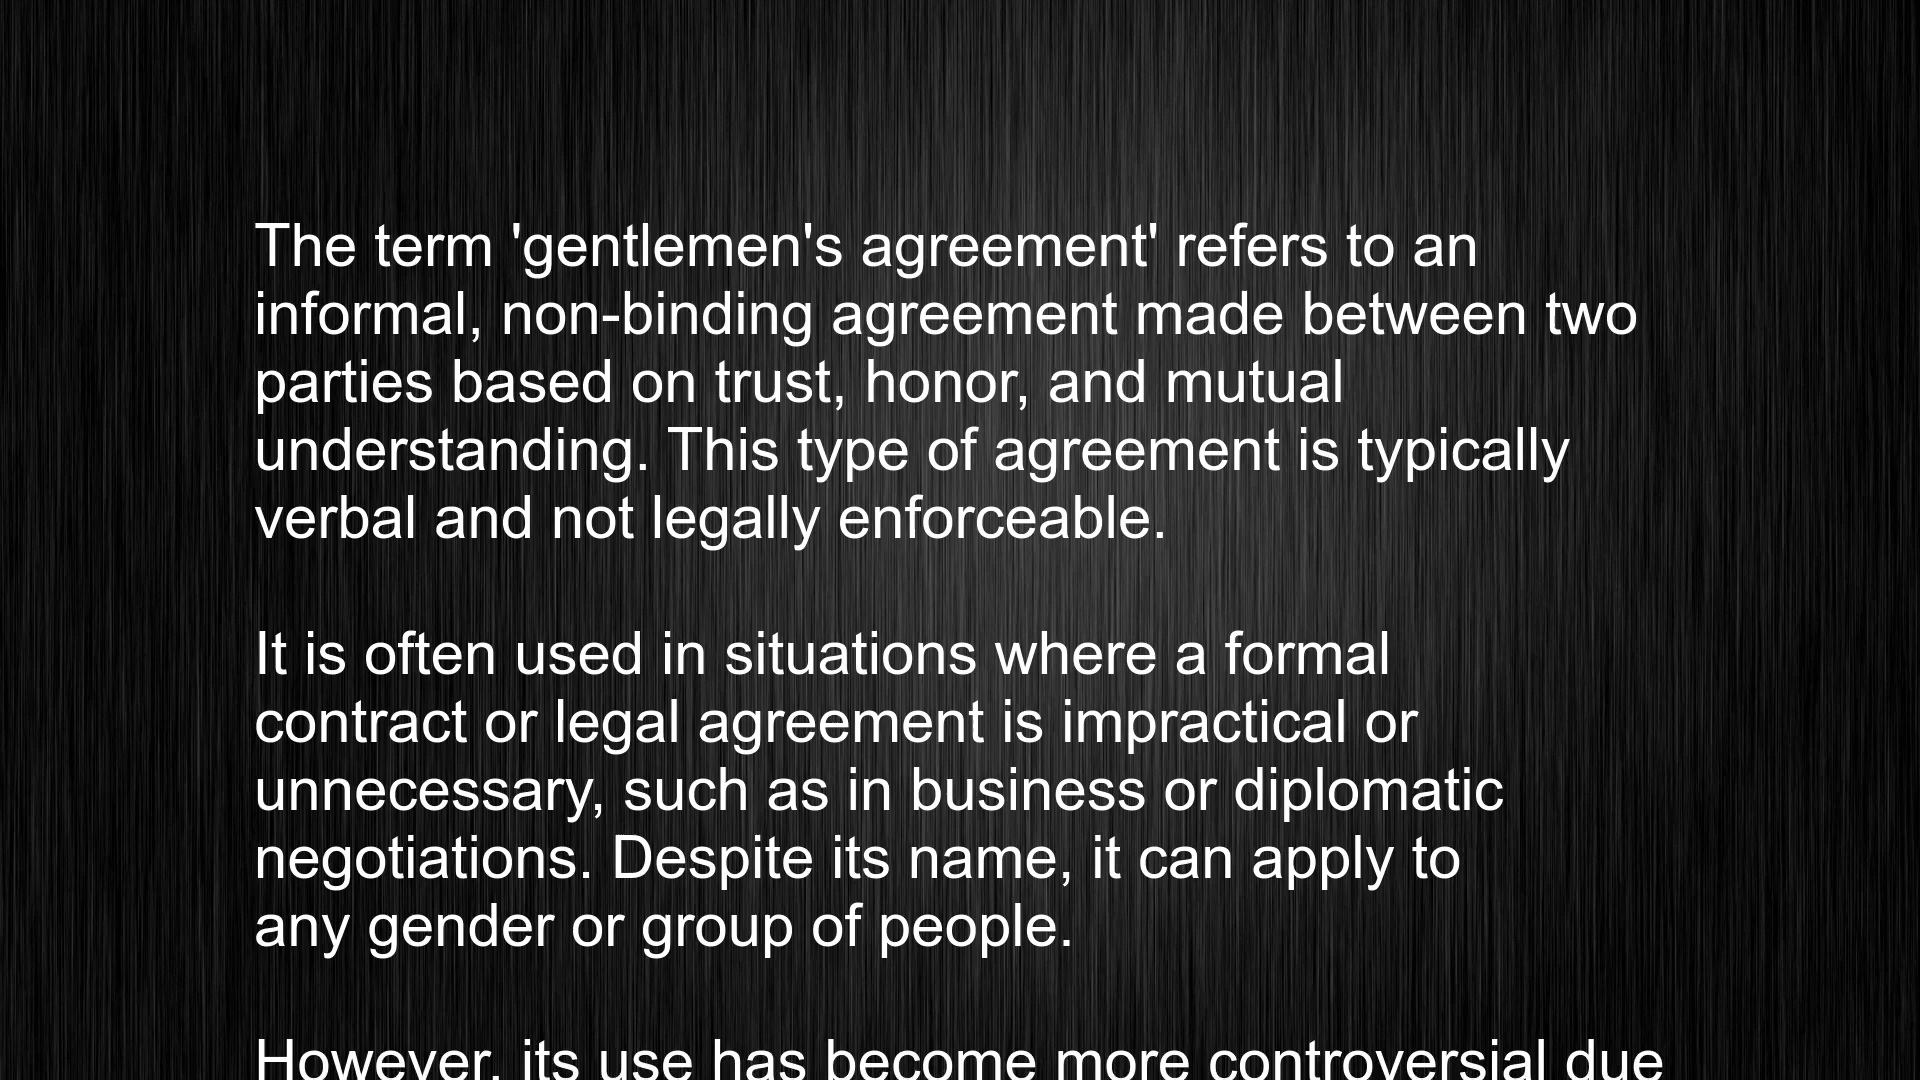 The term 'gentlemen's agreement' refers to an
informal, non-binding agreement made between two
parties based on trust, honor, and mutual
understanding. This type of agreement is typically
verbal and not legally enforceable.
It is often used in situations where a formal
contract or legal agreement is impractical or
unnecessary, such as in business or diplomatic
negotiations. Despite its name, it can apply to
any gender or group of people.
However, its use has become more controversial due